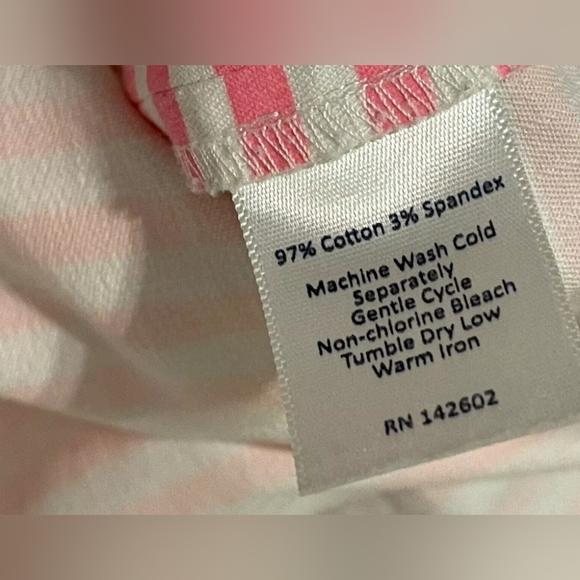 97% Cotton 3% Spandex
Machine Wash Cold
Separately
Gentle Cycle
Non-chlorine Bleach
Tumble Dry Low
Warm Iron
RN 142602